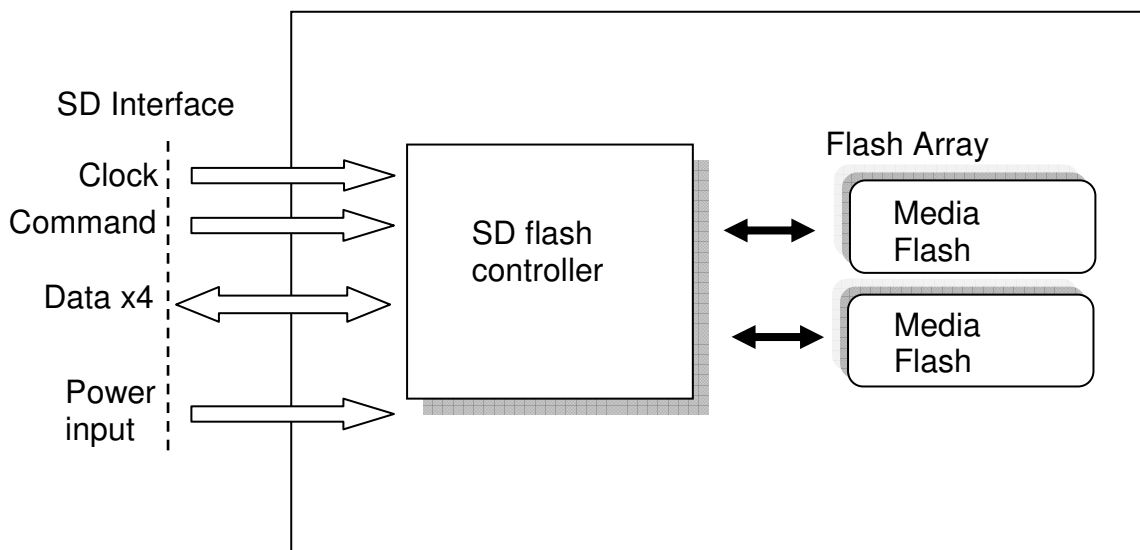 SD Interface
Clock
Command
Data x4
Power
input
SD flash
controller
Flash Array
Media
Flash
Media
Flash